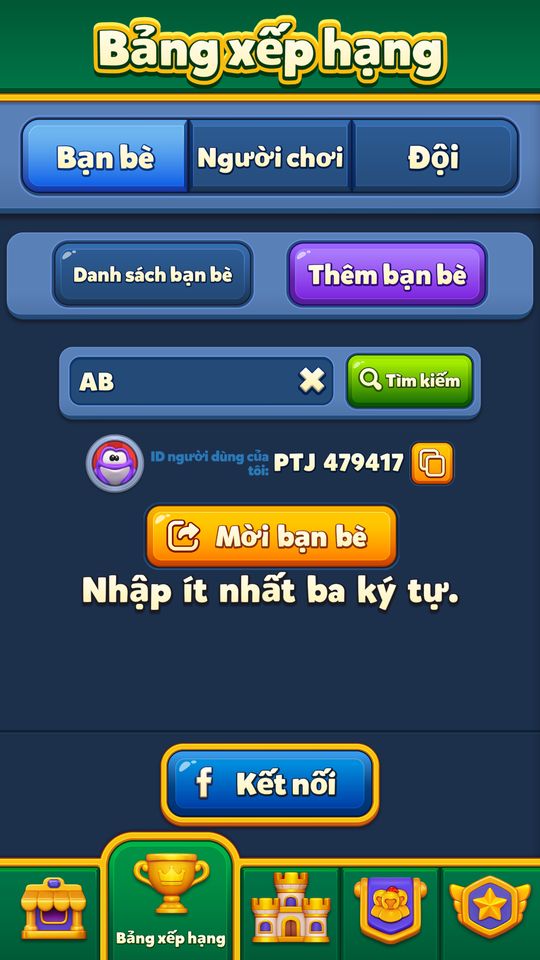 Bảng xếp hạng
Bạn bè
Người chơi
Đội
Danh sách bạn bè
Thêm bạn bè
AB
Tìm kiếm
ID người dùng của
tôi:
PTJ 479417
Mời bạn bè
Nhập ít nhất ba ký tự.
f Kết nối
Bảng xếp hạng